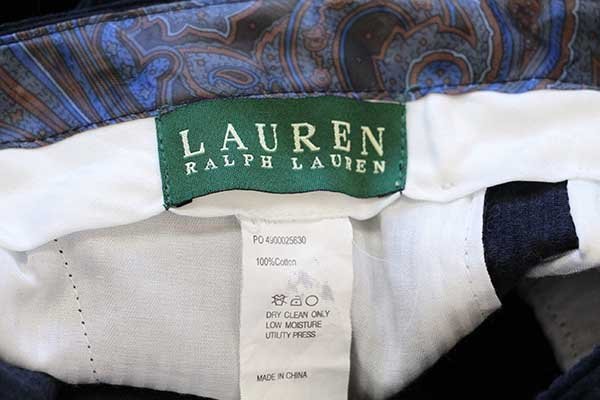 LAUREN
RALPH LAUREN
PO 4900025630
100%Cotton
DRY CLEAN ONLY
LOW MOISTURE
UTILITY PRESS
MADE IN CHINA